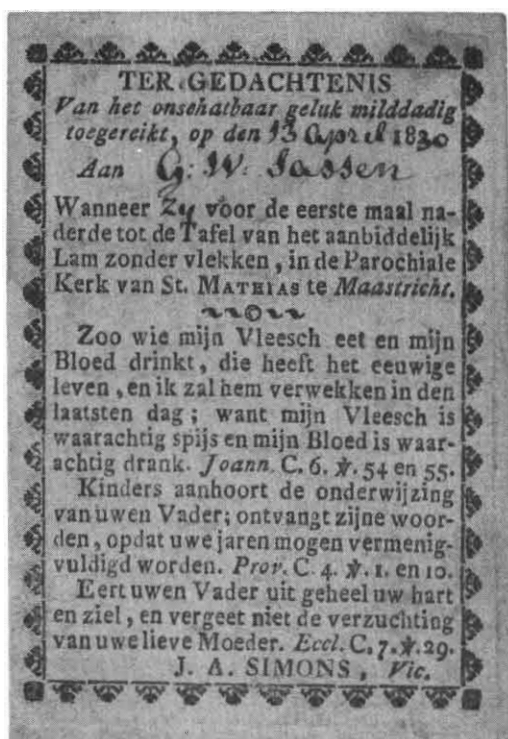 TER GEDACHTENIS
Van het onschatbaar geluk milddadig
toegereikt, op den 13 April 1830
Aan G: W: Sassen
Wanneer Zy voor de eerste maal na-
derde tot de Tafel van het aanbiddelijk
Lam zonder vlekken, in de Parochiale
Kerk van St. MATHIAS te Maastricht.
Zoo wie mijn Vleesch eet en mijn
Bloed drinkt, die heeft het eeuwige
leven, en ik zal hem verwekken in den
laatsten dag; want mijn Vleesch is
waarachtig spijs en mijn Bloed is waar-
achtig drank. Joann. C. 6. ℣. 54 en 55.
Kinders aanhoort de onderwijzing
van uwen Vader; ontvangt zijne woor-
den, opdat uwe jaren mogen vermenig-
vuldigd worden. Prov. C. 4. ℣. 1. en 10.
Eert uwen Vader uit geheel uw hart
en ziel, en vergeet niet de verzuchting
van uwe lieve Moeder. Eccl. C. 7. ℣. 29.
J. A. SIMONS, Vic.